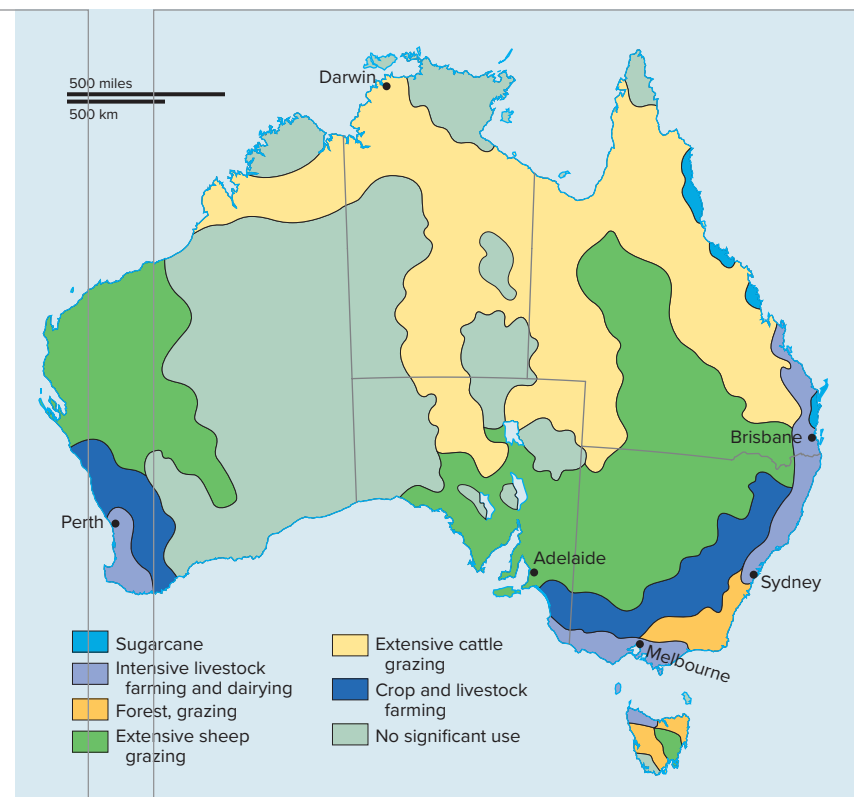 Darwin
500 miles
500 km
Brisbane
Perth
Adelaide
Sydney
Melbourne
Sugarcane
Intensive livestock
farming and dairying
Forest, grazing
Extensive sheep
grazing
Extensive cattle
grazing
Crop and livestock
farming
No significant use